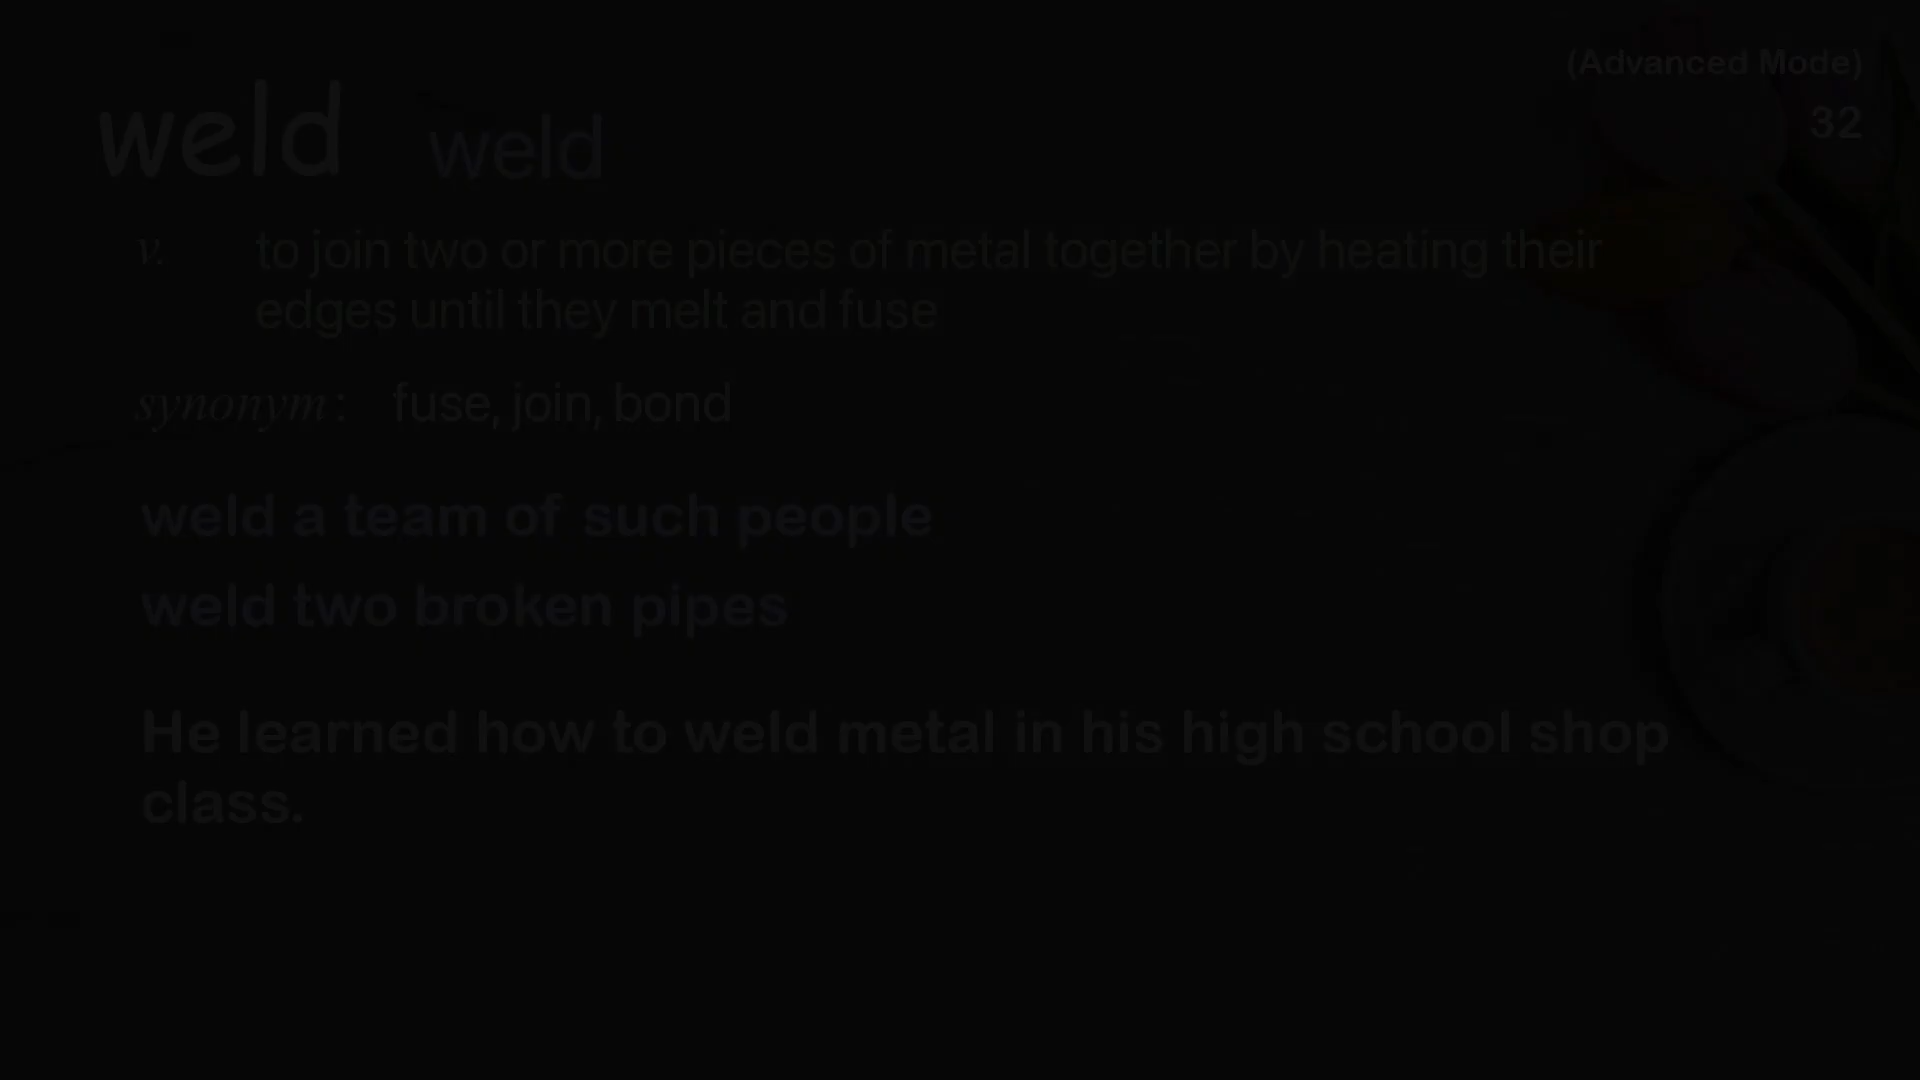 (Advanced Mode)
weld weld
32
v. to join two or more pieces of metal together by heating their
edges until they melt and fuse
synonym: fuse, join, bond
weld a team of such people
weld two broken pipes
He learned how to weld metal in his high school shop
class.